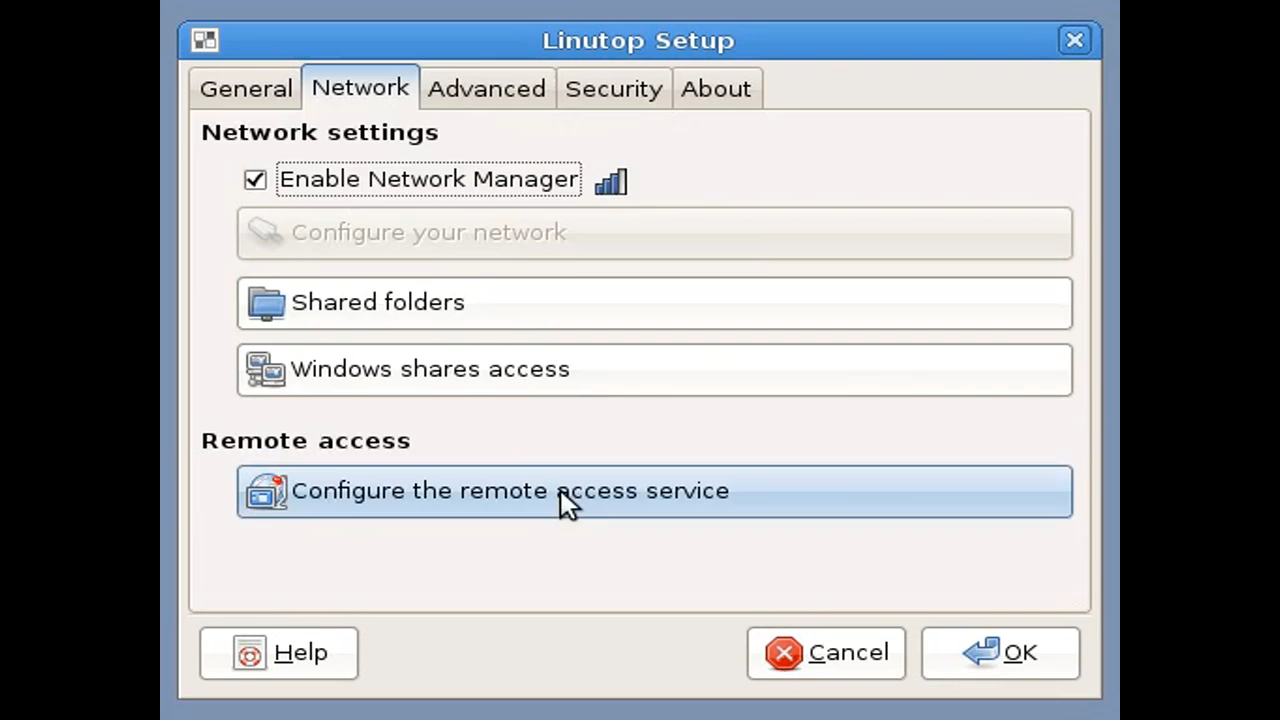 Linutop Setup
General Network Advanced Security About
Network settings
Enable Network Manager
Configure your network
Shared folders
Windows shares access
Remote access
Configure the remote access service
Help Cancel OK